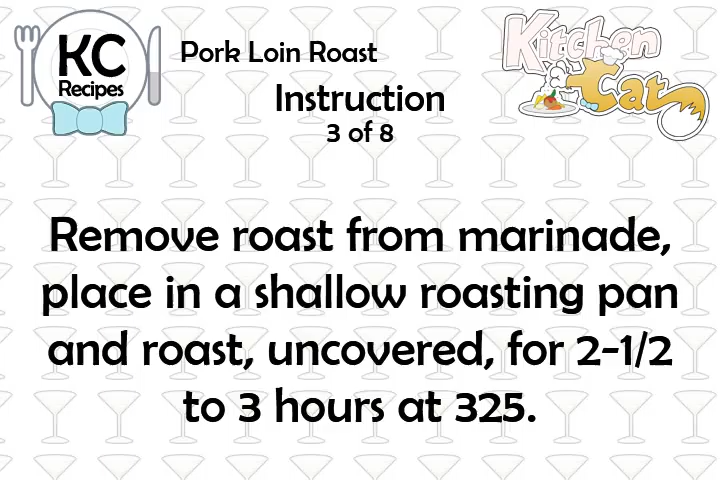 KC
Recipes
Pork Loin Roast
Instruction
3 of 8
Kitchen
Cat
Remove roast from marinade,
place in a shallow roasting pan
and roast, uncovered, for 2-1/2
to 3 hours at 325.